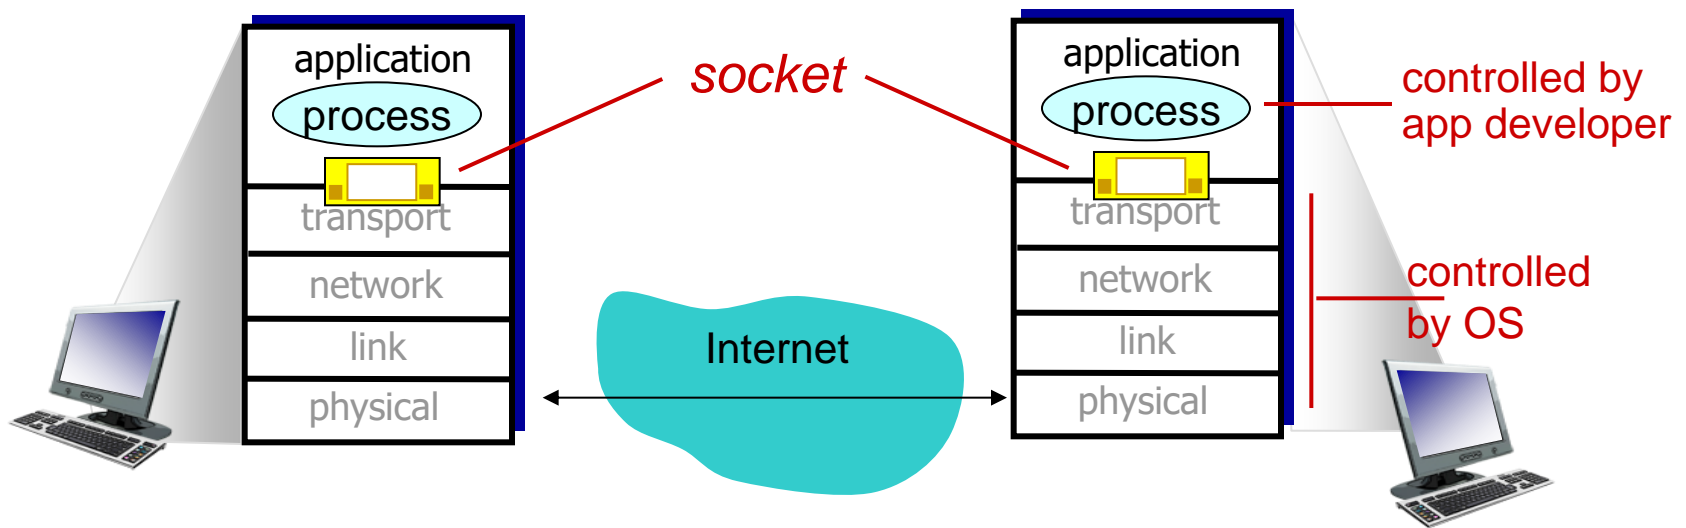 application
process
transport
network
link
physical
socket
Internet
application
process
transport
network
link
physical
controlled by
app developer
controlled
by OS